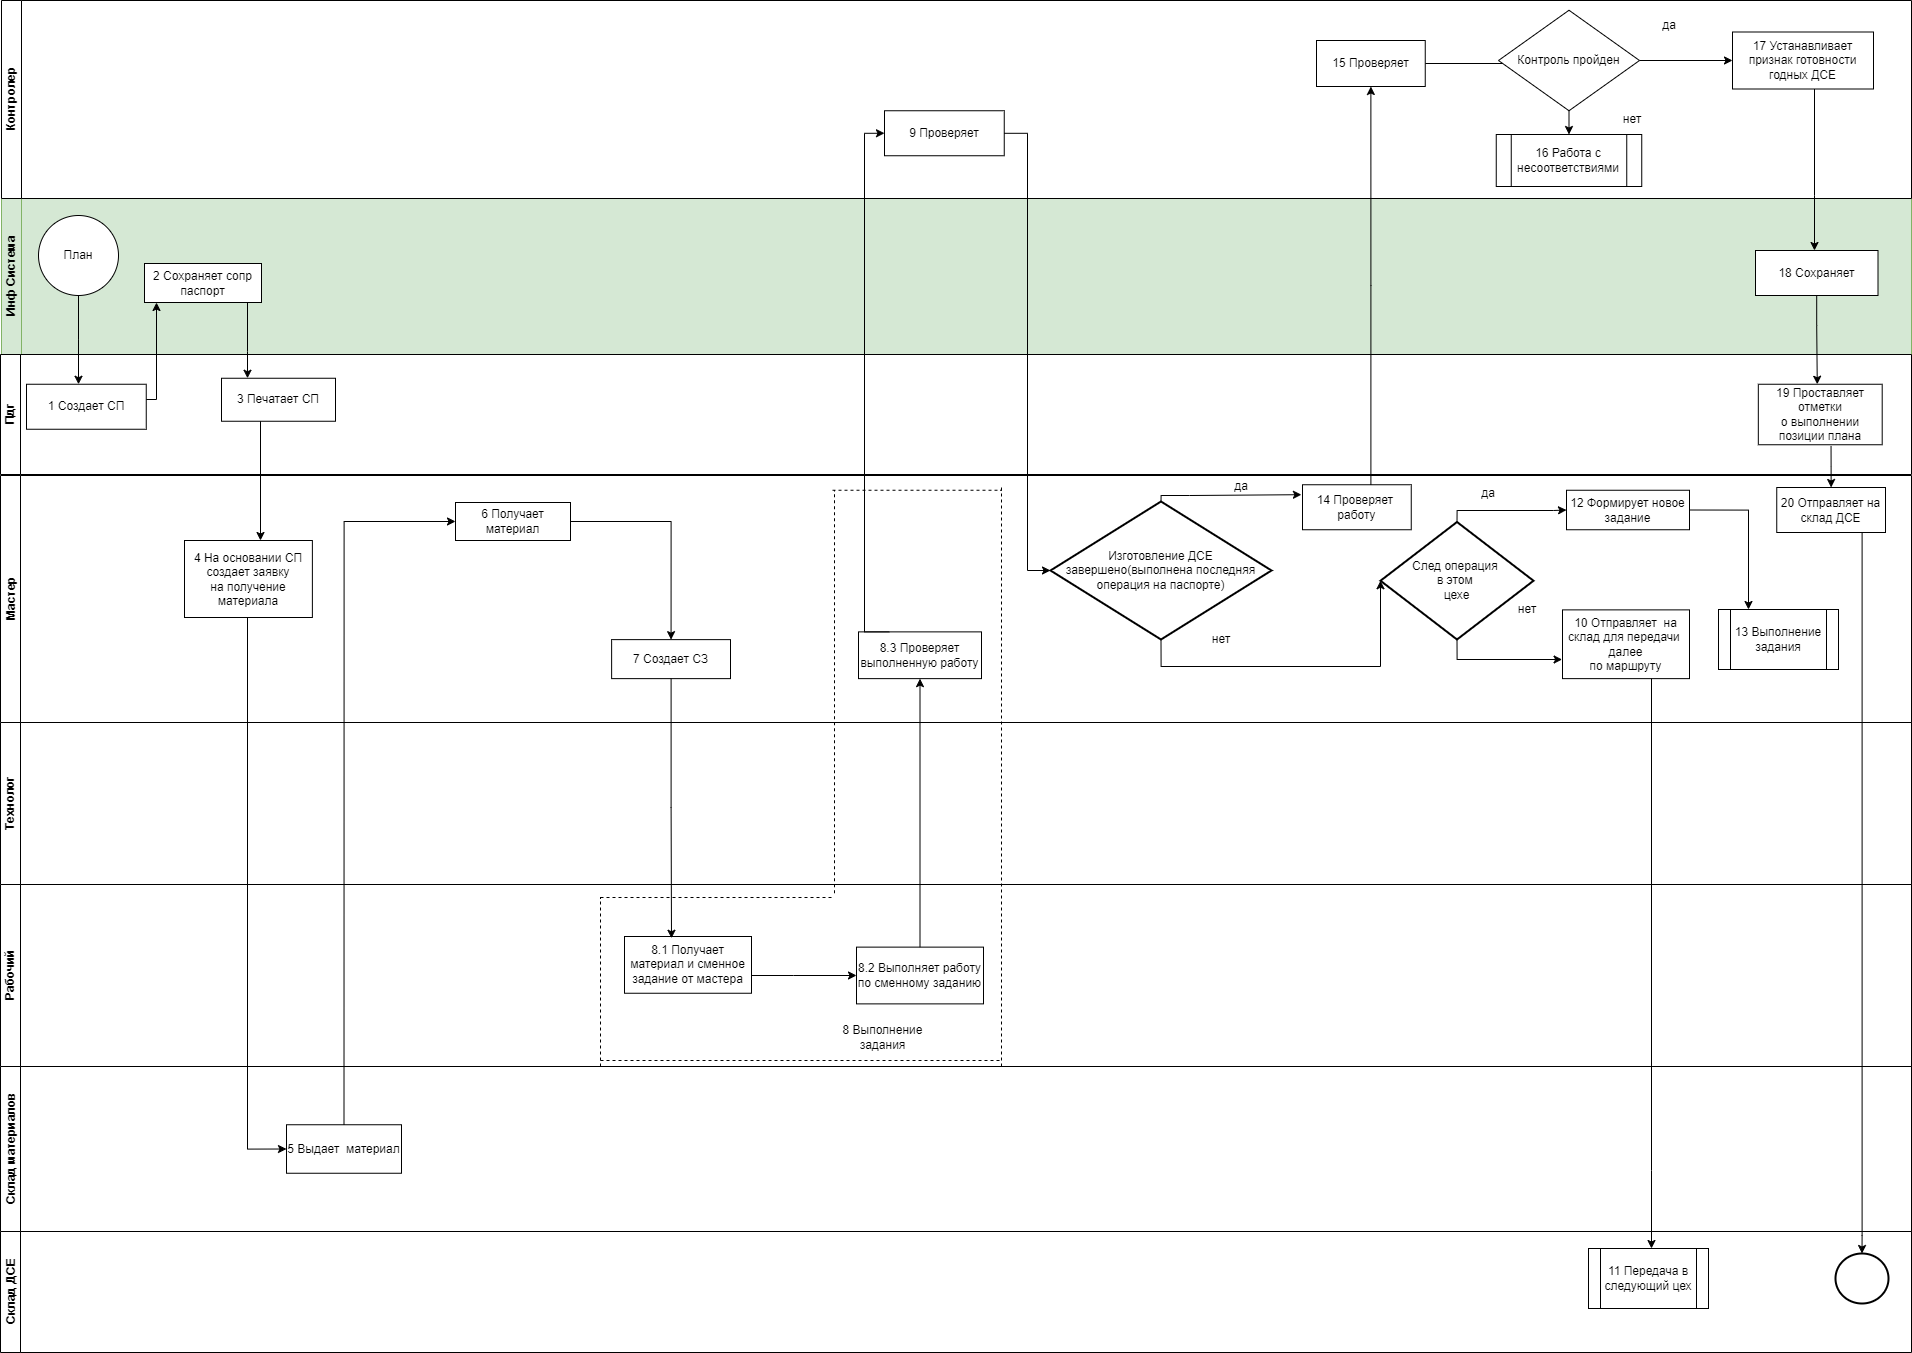 Контролер
15 Проверяет
Контроль пройден
да
17 Устанавливает
признак готовности
годных ДСЕ
нет
16 Работа с
несоответствиями
9 Проверяет
Инф Система
План
2 Сохраняет сопр
паспорт
18 Сохраняет
Пдг
1 Создает СП
3 Печатает СП
19 Проставляет
отметки
о выполнении
позиции плана
Мастер
4 На основании СП
создает заявку
на получение
материала
6 Получает
материал
7 Создает СЗ
8.3 Проверяет
выполненную работу
Изготовление ДСЕ
завершено(выполнена последняя
операция на паспорте)
да
нет
14 Проверяет
работу
След операция
в этом
цехе
да
нет
12 Формирует новое
задание
10 Отправляет  на
склад для передачи
далее
по маршруту
13 Выполнение
задания
20 Отправляет на
склад ДСЕ
Технолог
Рабочий
8.1 Получает
материал и сменное
задание от мастера
8.2 Выполняет работу
по сменному заданию
8 Выполнение
задания
Склад материалов
5 Выдает  материал
Склад ДСЕ
11 Передача в
следующий цех